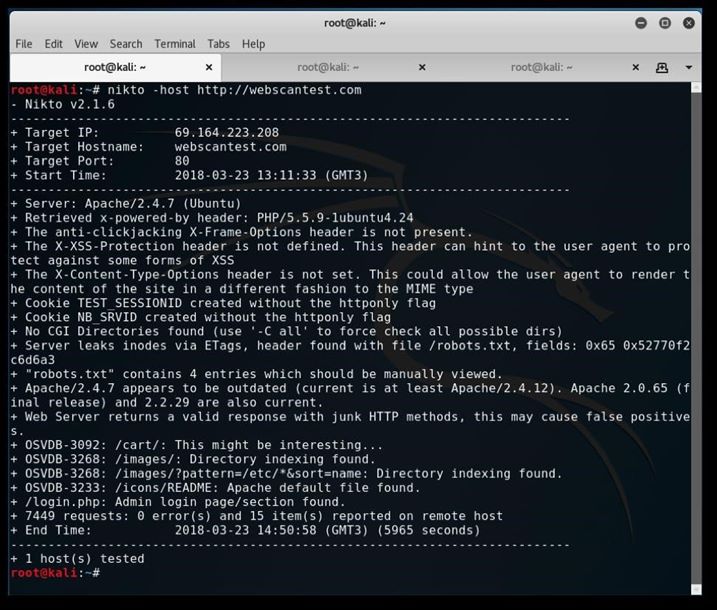 root@kali: ~
File Edit View Search Terminal Tabs Help
root@kali: ~ × root@kali: ~ × root@kali: ~ ×
root@kali:~# nikto -host http://webscantest.com
- Nikto v2.1.6
---------------------------------------------------------------------------
+ Target IP: 69.164.223.208
+ Target Hostname: webscantest.com
+ Target Port: 80
+ Start Time: 2018-03-23 13:11:33 (GMT3)
---------------------------------------------------------------------------
+ Server: Apache/2.4.7 (Ubuntu)
+ Retrieved x-powered-by header: PHP/5.5.9-1ubuntu4.24
+ The anti-clickjacking X-Frame-Options header is not present.
+ The X-XSS-Protection header is not defined. This header can hint to the user agent to pro
tect against some forms of XSS
+ The X-Content-Type-Options header is not set. This could allow the user agent to render t
he content of the site in a different fashion to the MIME type
+ Cookie TEST_SESSIONID created without the httponly flag
+ Cookie NB_SRVID created without the httponly flag
+ No CGI Directories found (use '-C all' to force check all possible dirs)
+ Server leaks inodes via ETags, header found with file /robots.txt, fields: 0x65 0x52770f2
c6d6a3
+ "robots.txt" contains 4 entries which should be manually viewed.
+ Apache/2.4.7 appears to be outdated (current is at least Apache/2.4.12). Apache 2.0.65 (f
inal release) and 2.2.29 are also current.
+ Web Server returns a valid response with junk HTTP methods, this may cause false positive
s.
+ OSVDB-3092: /cart/: This might be interesting...
+ OSVDB-3268: /images/: Directory indexing found.
+ OSVDB-3268: /images/?pattern=/etc/*&sort=name: Directory indexing found.
+ OSVDB-3233: /icons/README: Apache default file found.
+ /login.php: Admin login page/section found.
+ 7449 requests: 0 error(s) and 15 item(s) reported on remote host
+ End Time: 2018-03-23 14:50:58 (GMT3) (5965 seconds)
---------------------------------------------------------------------------
+ 1 host(s) tested
root@kali:~#